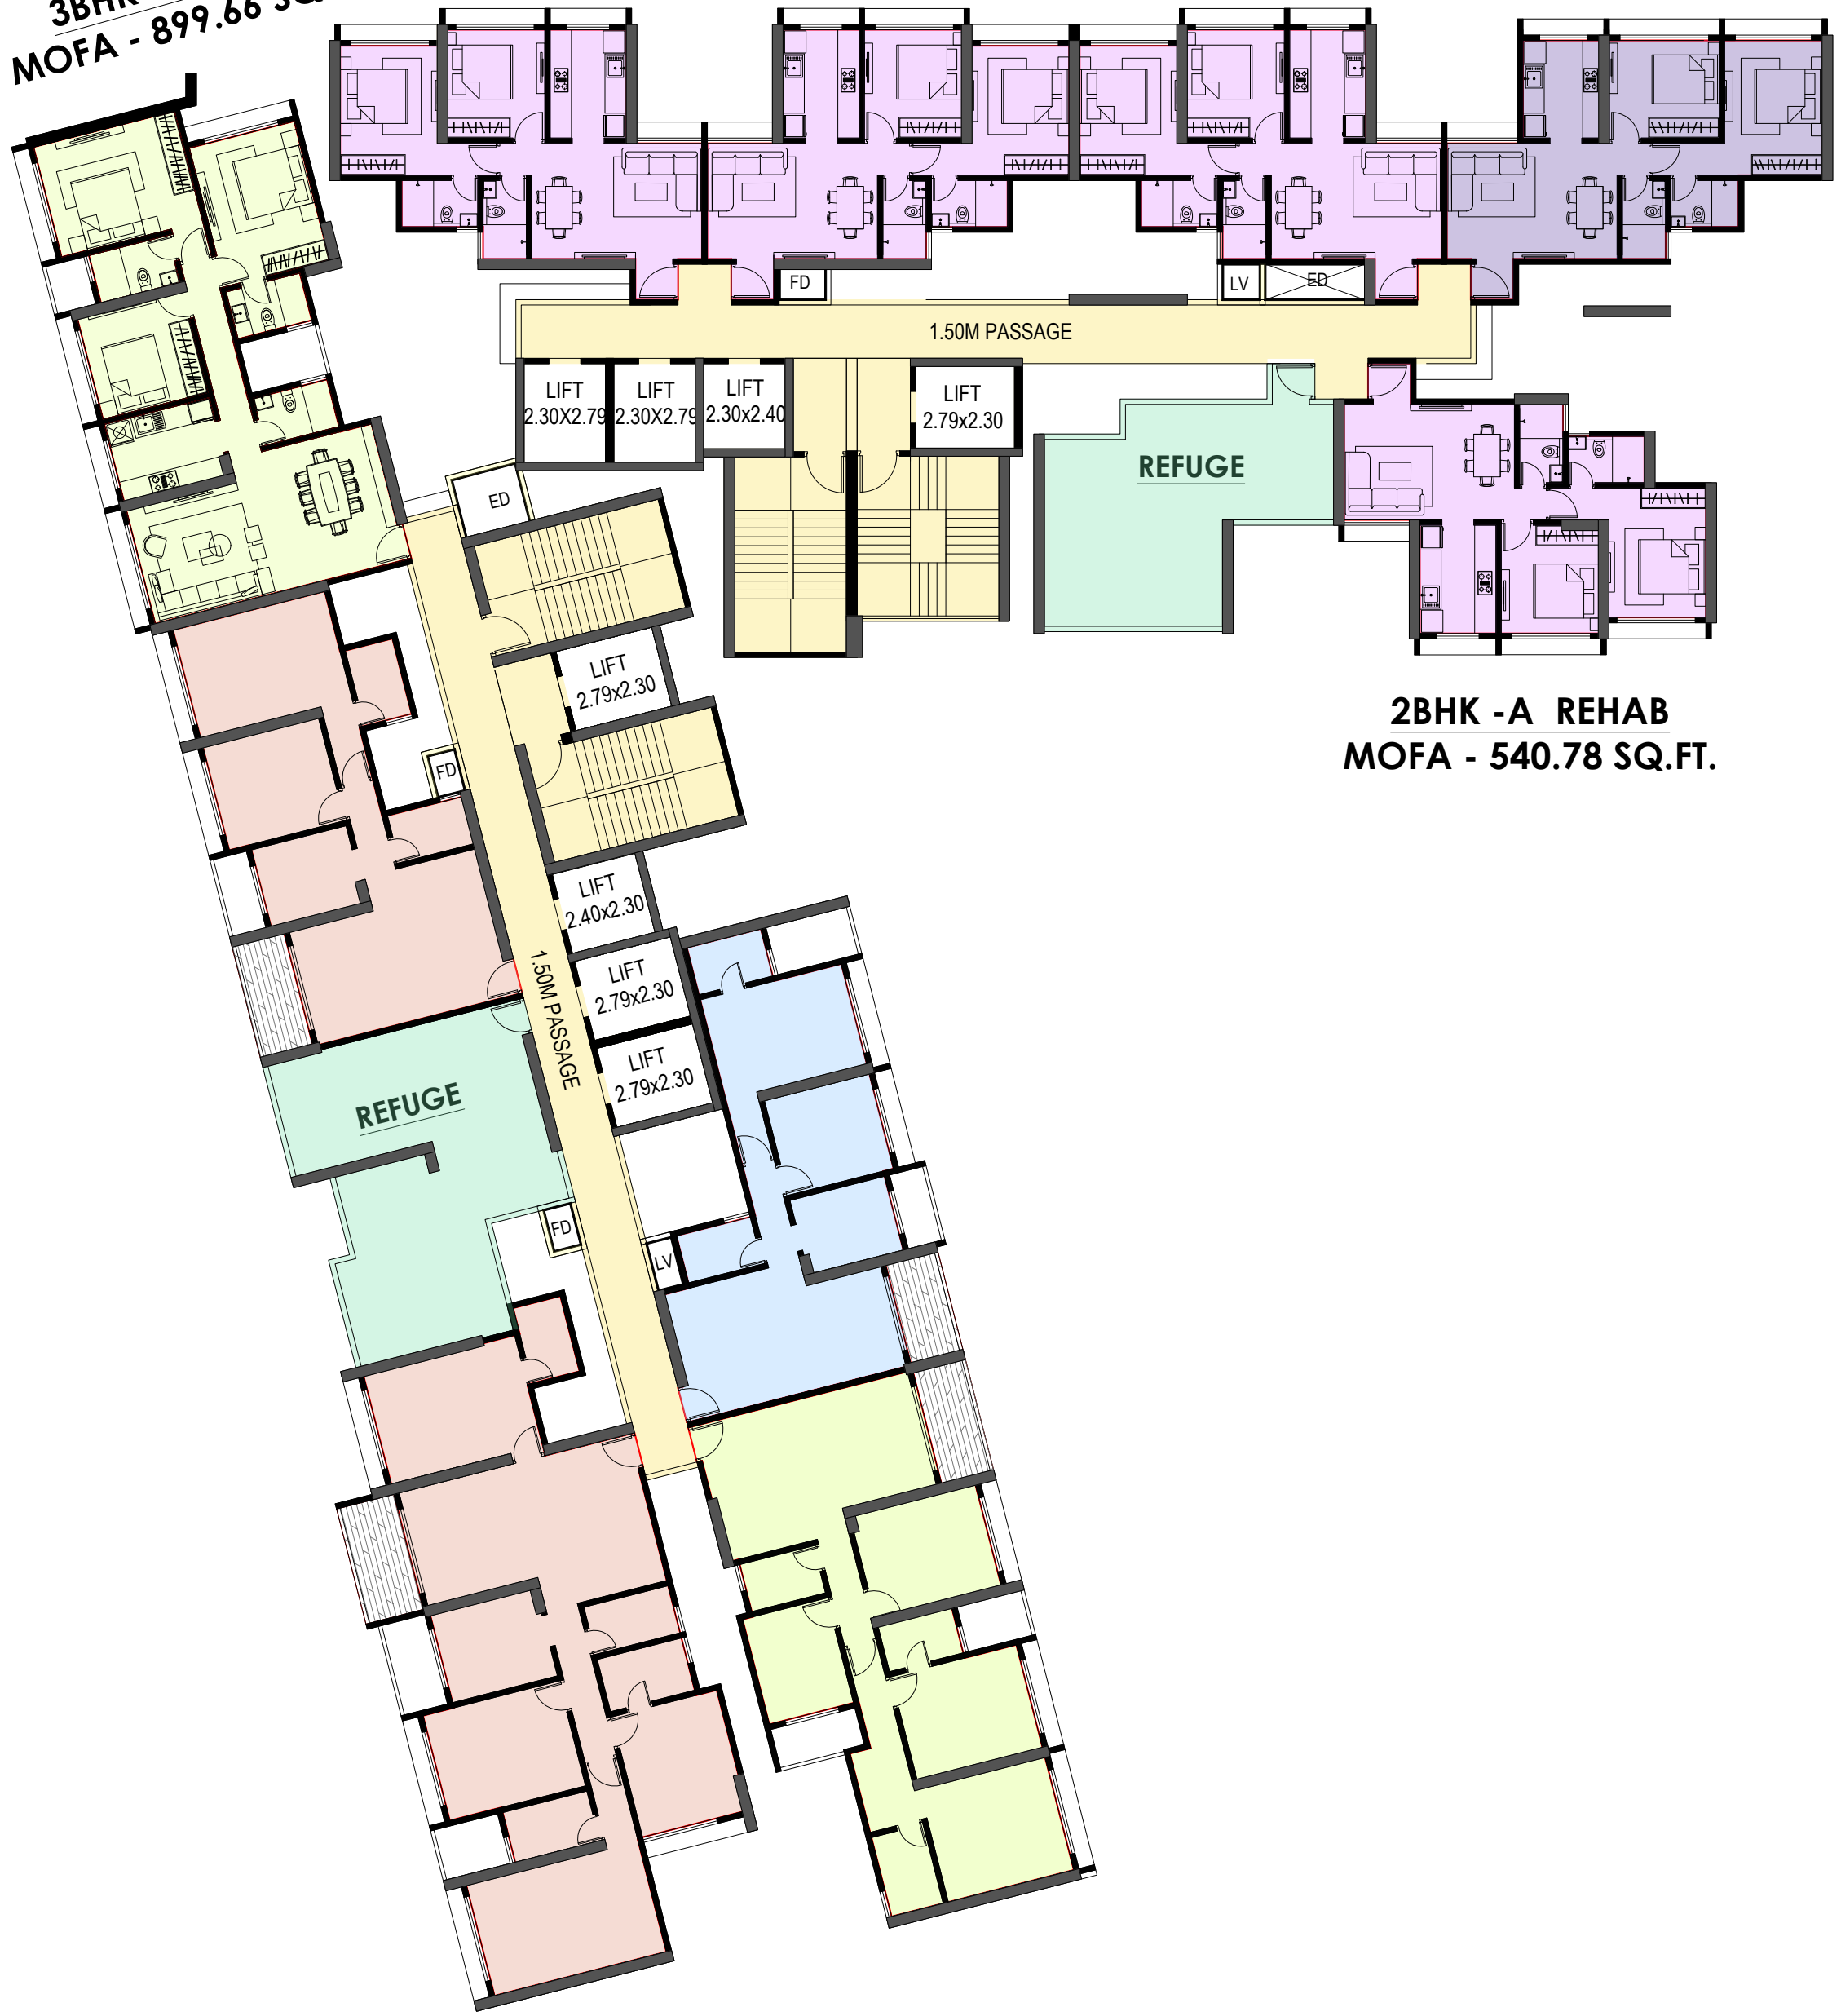 3BHK
MOFA - 899.66 SQ
FD
LV
ED
1.50M PASSAGE
LIFT
2.30X2.79
LIFT
2.30X2.79
LIFT
2.30x2.40
LIFT
2.79x2.30
REFUGE
ED
LIFT
2.79x2.30
2BHK -A REHAB
MOFA - 540.78 SQ.FT.
FD
LIFT
2.40x2.30
1.50M PASSAGE
LIFT
2.79x2.30
LIFT
2.79x2.30
REFUGE
FD
LV